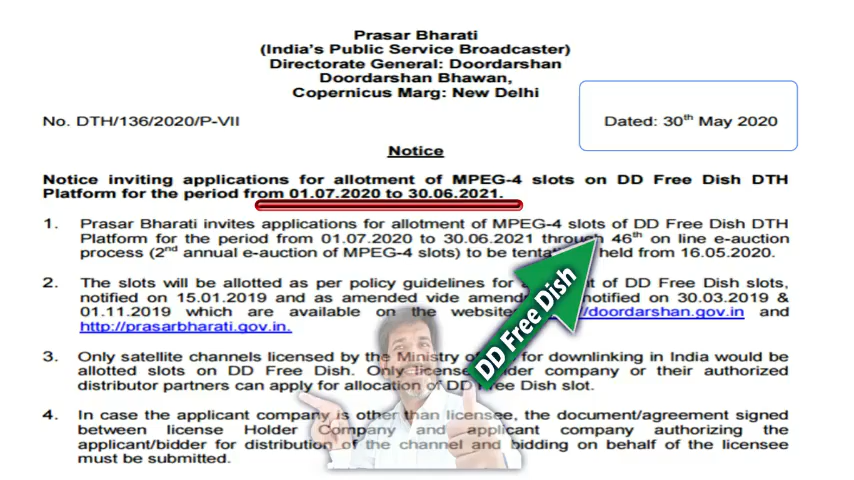 Prasar Bharati
(India's Public Service Broadcaster)
Directorate General: Doordarshan
Doordarshan Bhawan,
Copernicus Marg: New Delhi
No. DTH/136/2020/P-VII
Dated: 30th May 2020
Notice
Notice inviting applications for allotment of MPEG-4 slots on DD Free Dish DTH
Platform for the period from 01.07.2020 to 30.06.2021.
1. Prasar Bharati invites applications for allotment of MPEG-4 slots of DD Free Dish DTH
Platform for the period from 01.07.2020 to 30.06.2021 through 46th on line e-auction
process (2nd annual e-auction of MPEG-4 slots) to be held from 16.05.2020.
2. The slots will be allotted as per policy guidelines for of DD Free Dish slots,
notified on 15.01.2019 and as amended vide notified on 30.03.2019 &
01.11.2019 which are available on the /doordarshan.gov.in and
http://prasarbharati.gov.in.
3. Only satellite channels licensed by the Ministry for downlinking in India would be
allotted slots on DD Free Dish. Only company or their authorized
distributor partners can apply for allocation of DD Free Dish slot.
4. In case the applicant company is other than licensee, the document/agreement signed
between license Holder Company and applicant company authorizing the
applicant/bidder for distribution of the channel and bidding on behalf of the licensee
must be submitted.
DD Free Dish